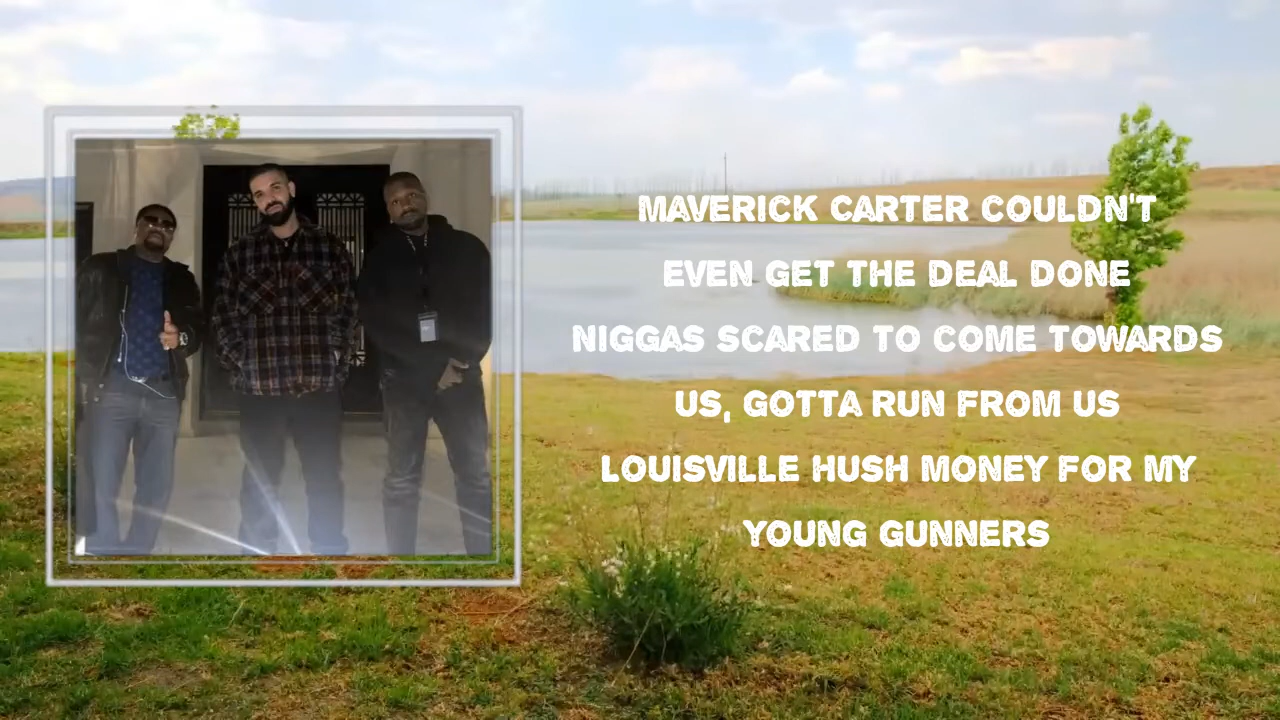 MAVERICK CARTER COULDN'T
EVEN GET THE DEAL DONE
NIGGAS SCARED TO COME TOWARDS
US, GOTTA RUN FROM US
LOUISVILLE HUSH MONEY FOR MY
YOUNG GUNNERS